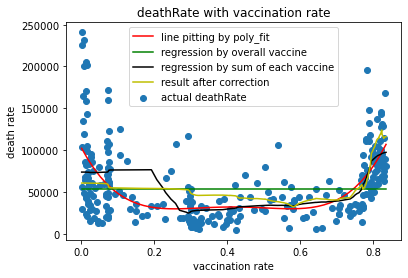 deathRate with vaccination rate
250000
200000
150000
100000
50000
0
death rate
line pitting by poly_fit
regression by overall vaccine
regression by sum of each vaccine
result after correction
actual deathRate
0.0 0.2 0.4 0.6 0.8
vaccination rate